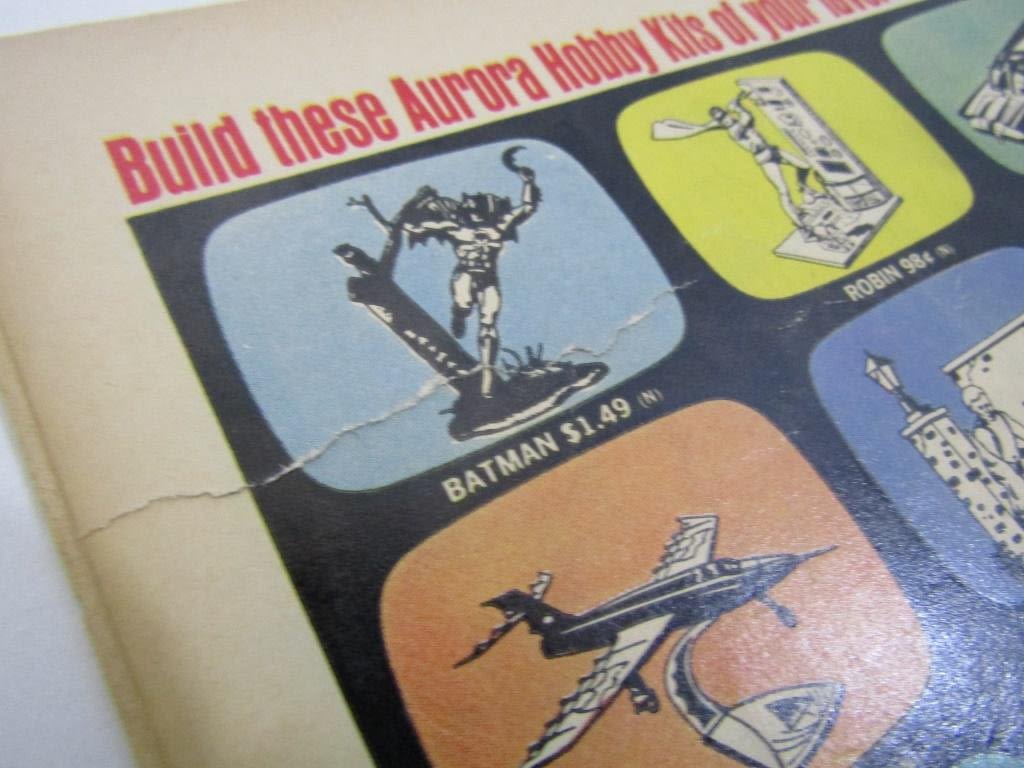 Build these Aurora Hobby Kits of your
ROBIN 98¢ (N)
BATMAN $1.49 (N)